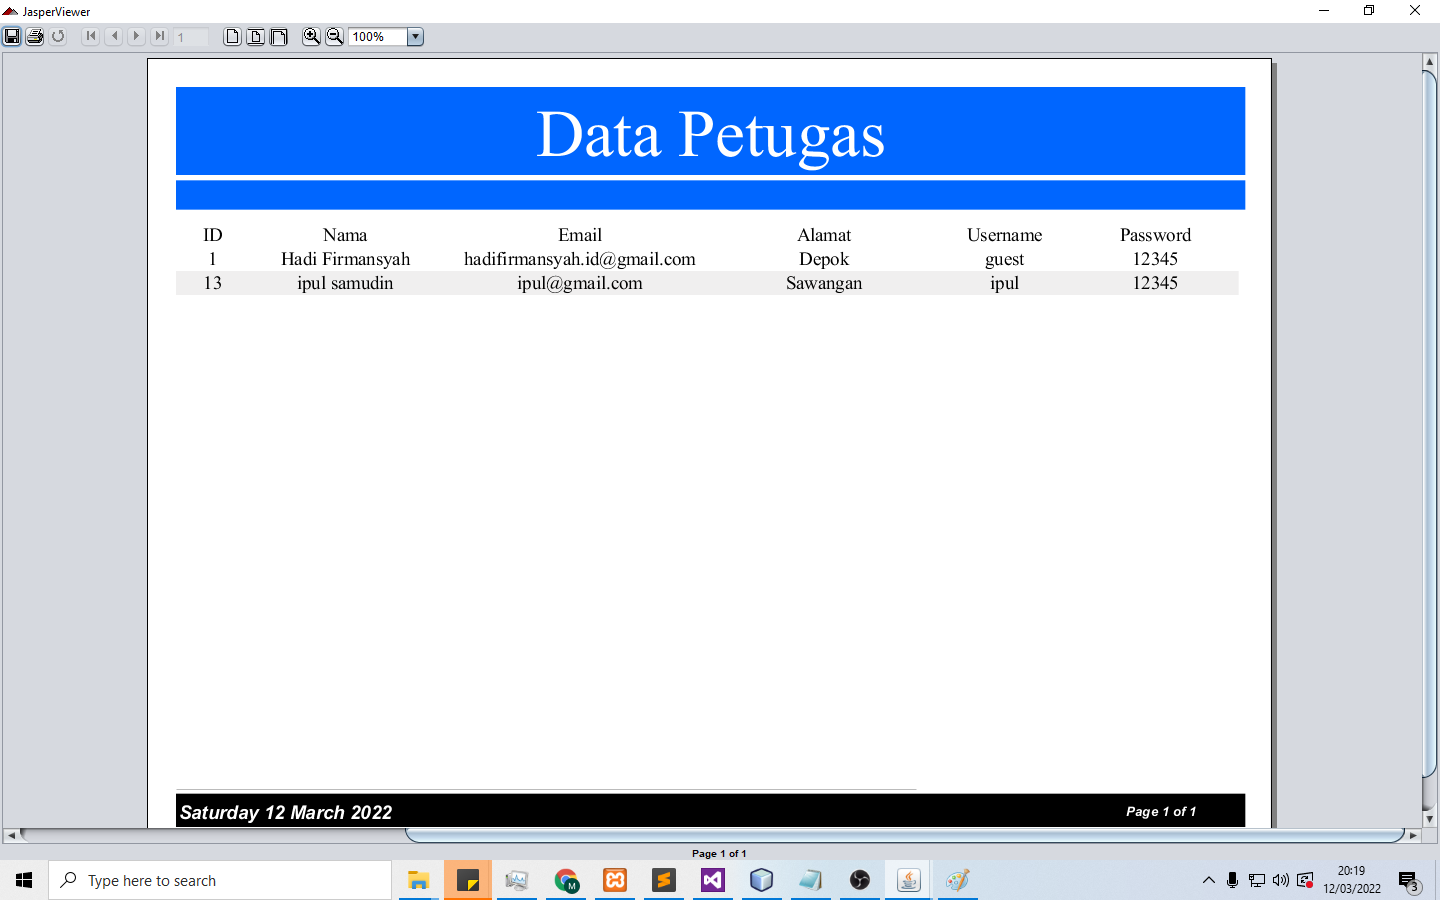 JasperViewer
1
100%
Data Petugas
ID Nama Email Alamat Username Password
1 Hadi Firmansyah hadifirmansyah.id@gmail.com Depok guest 12345
13 ipul samudin ipul@gmail.com Sawangan ipul 12345
Saturday 12 March 2022 Page 1 of 1
Page 1 of 1
Type here to search
M
20:19
12/03/2022
3